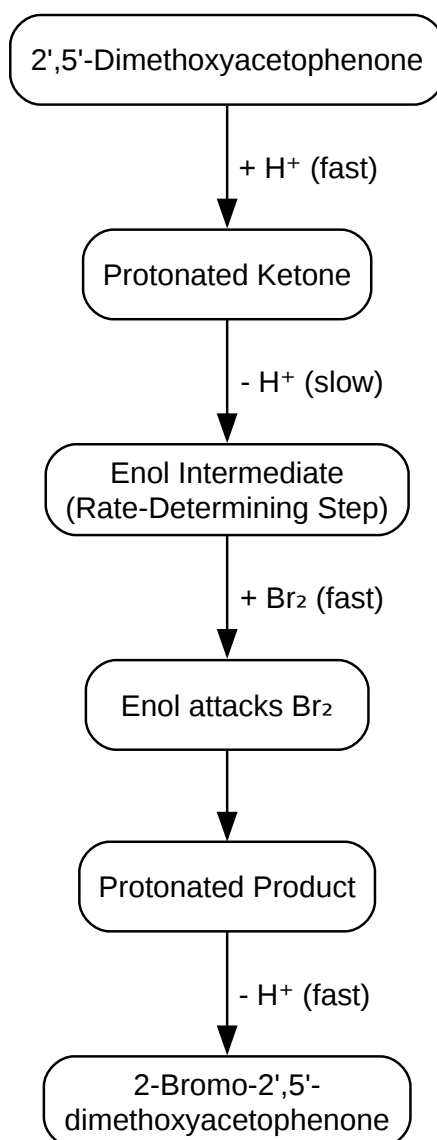 2',5'-Dimethoxyacetophenone
+ H⁺ (fast)
Protonated Ketone
- H⁺ (slow)
Enol Intermediate
(Rate-Determining Step)
+ Br₂ (fast)
Enol attacks Br₂
Protonated Product
- H⁺ (fast)
2-Bromo-2',5'-
dimethoxyacetophenone